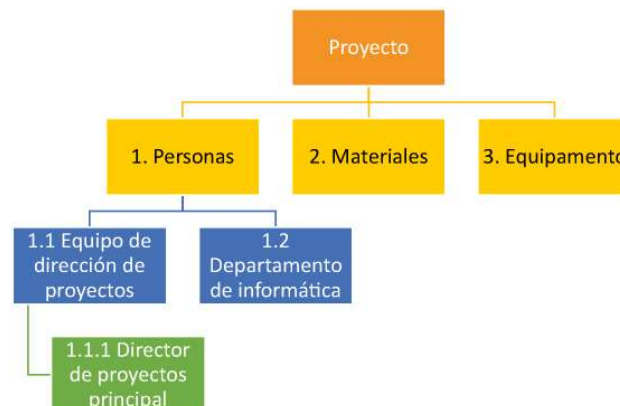 Proyecto
1. Personas
2. Materiales
3. Equipamento
1.1 Equipo de
dirección de
proyectos
1.2
Departamento
de informática
1.1.1 Director
de proyectos
principal